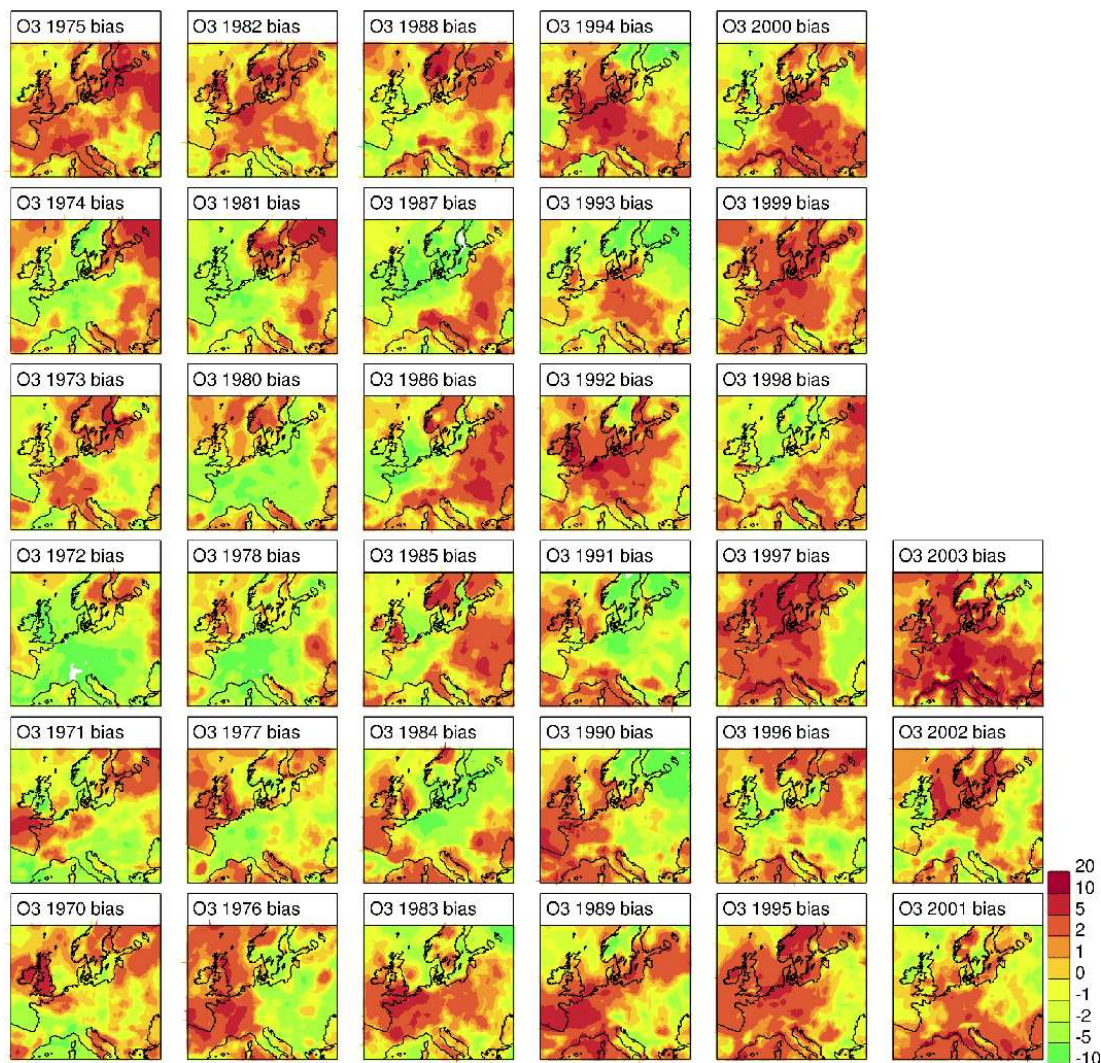 O3 1975 bias
O3 1982 bias
O3 1988 bias
O3 1994 bias
O3 2000 bias
O3 1974 bias
O3 1981 bias
O3 1987 bias
O3 1993 bias
O3 1999 bias
O3 1973 bias
O3 1980 bias
O3 1986 bias
O3 1992 bias
O3 1998 bias
O3 1972 bias
O3 1978 bias
O3 1985 bias
O3 1991 bias
O3 1997 bias
O3 2003 bias
O3 1971 bias
O3 1977 bias
O3 1984 bias
O3 1990 bias
O3 1996 bias
O3 2002 bias
O3 1970 bias
O3 1976 bias
O3 1983 bias
O3 1989 bias
O3 1995 bias
O3 2001 bias
20
10
5
2
1
0
-1
-2
-5
-10